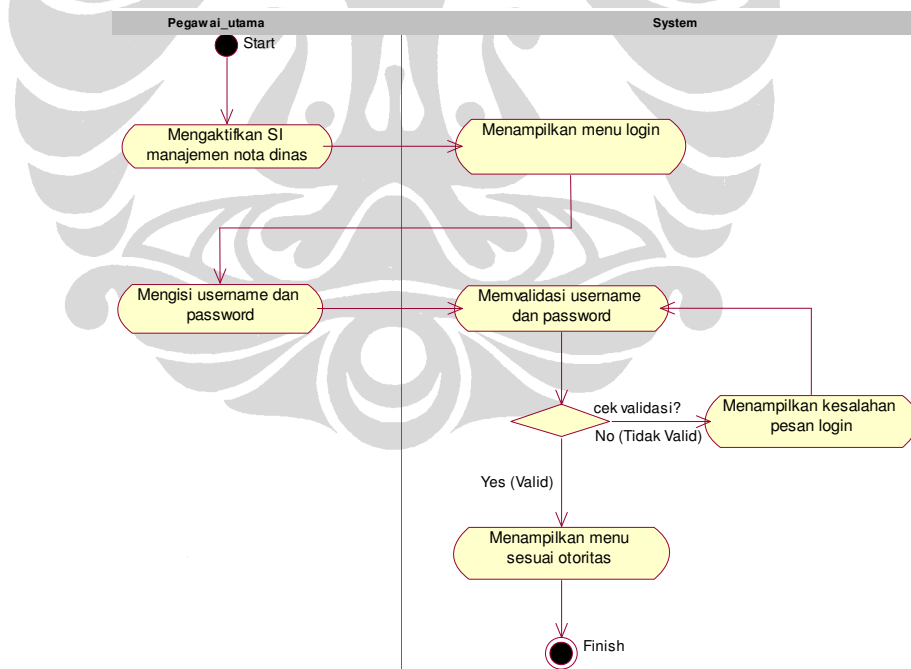 Pegawai_utama
System
Start
Mengaktifkan SI
manajemen nota dinas
Menampilkan menu login
Mengisi username dan
password
Memvalidasi username
dan password
cek validasi?
No (Tidak Valid)
Menampilkan kesalahan
pesan login
Yes (Valid)
Menampilkan menu
sesuai otoritas
Finish